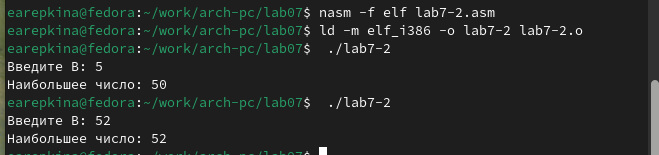 earepkina@fedora:~/work/arch-pc/lab07$ nasm -f elf lab7-2.asm
earepkina@fedora:~/work/arch-pc/lab07$ ld -m elf_i386 -o lab7-2 lab7-2.o
earepkina@fedora:~/work/arch-pc/lab07$  ./lab7-2
Введите В: 5
Наибольшее число: 50
earepkina@fedora:~/work/arch-pc/lab07$  ./lab7-2
Введите В: 52
Наибольшее число: 52
earepkina@fedora:~/work/arch-pc/lab07$